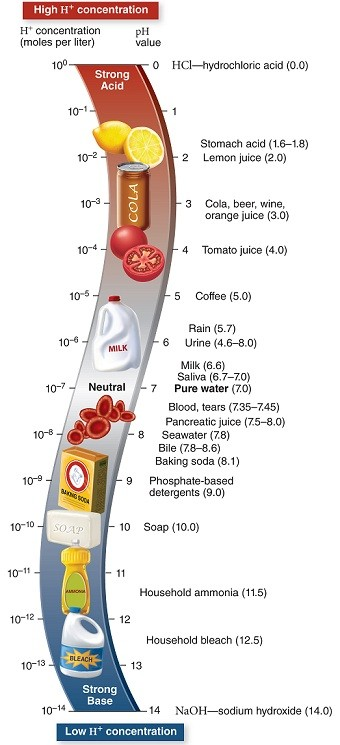 High H⁺ concentration
H⁺ concentration
(moles per liter)
pH
value
10⁰
0
HCl—hydrochloric acid (0.0)
Strong
Acid
10⁻¹
1
Stomach acid (1.6–1.8)
10⁻²
2
Lemon juice (2.0)
COLA
10⁻³
3
Cola, beer, wine,
orange juice (3.0)
10⁻⁴
4
Tomato juice (4.0)
10⁻⁵
5
Coffee (5.0)
Rain (5.7)
10⁻⁶
6
Urine (4.6–8.0)
MILK
Milk (6.6)
Saliva (6.7–7.0)
10⁻⁷
Neutral
7
Pure water (7.0)
Blood, tears (7.35–7.45)
Pancreatic juice (7.5–8.0)
10⁻⁸
8
Seawater (7.8)
Bile (7.8–8.6)
Baking soda (8.1)
10⁻⁹
9
Phosphate-based
detergents (9.0)
BAKING SODA
10⁻¹⁰
SOAP
10
Soap (10.0)
10⁻¹¹
11
AMMONIA
Household ammonia (11.5)
10⁻¹²
12
Household bleach (12.5)
BLEACH
10⁻¹³
13
Strong
Base
10⁻¹⁴
14
NaOH—sodium hydroxide (14.0)
Low H⁺ concentration